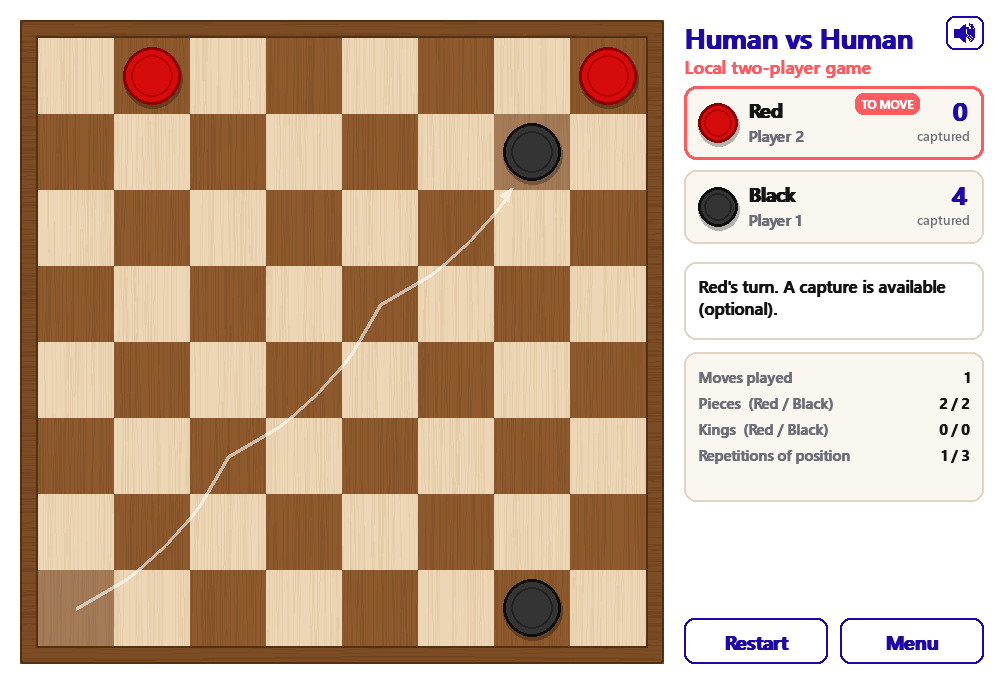 Human vs Human
Local two-player game
Red
TO MOVE
0
Player 2
captured
Black
4
Player 1
captured
Red's turn. A capture is available
(optional).
Moves played 1
Pieces (Red / Black) 2 / 2
Kings (Red / Black) 0 / 0
Repetitions of position 1 / 3
Restart
Menu